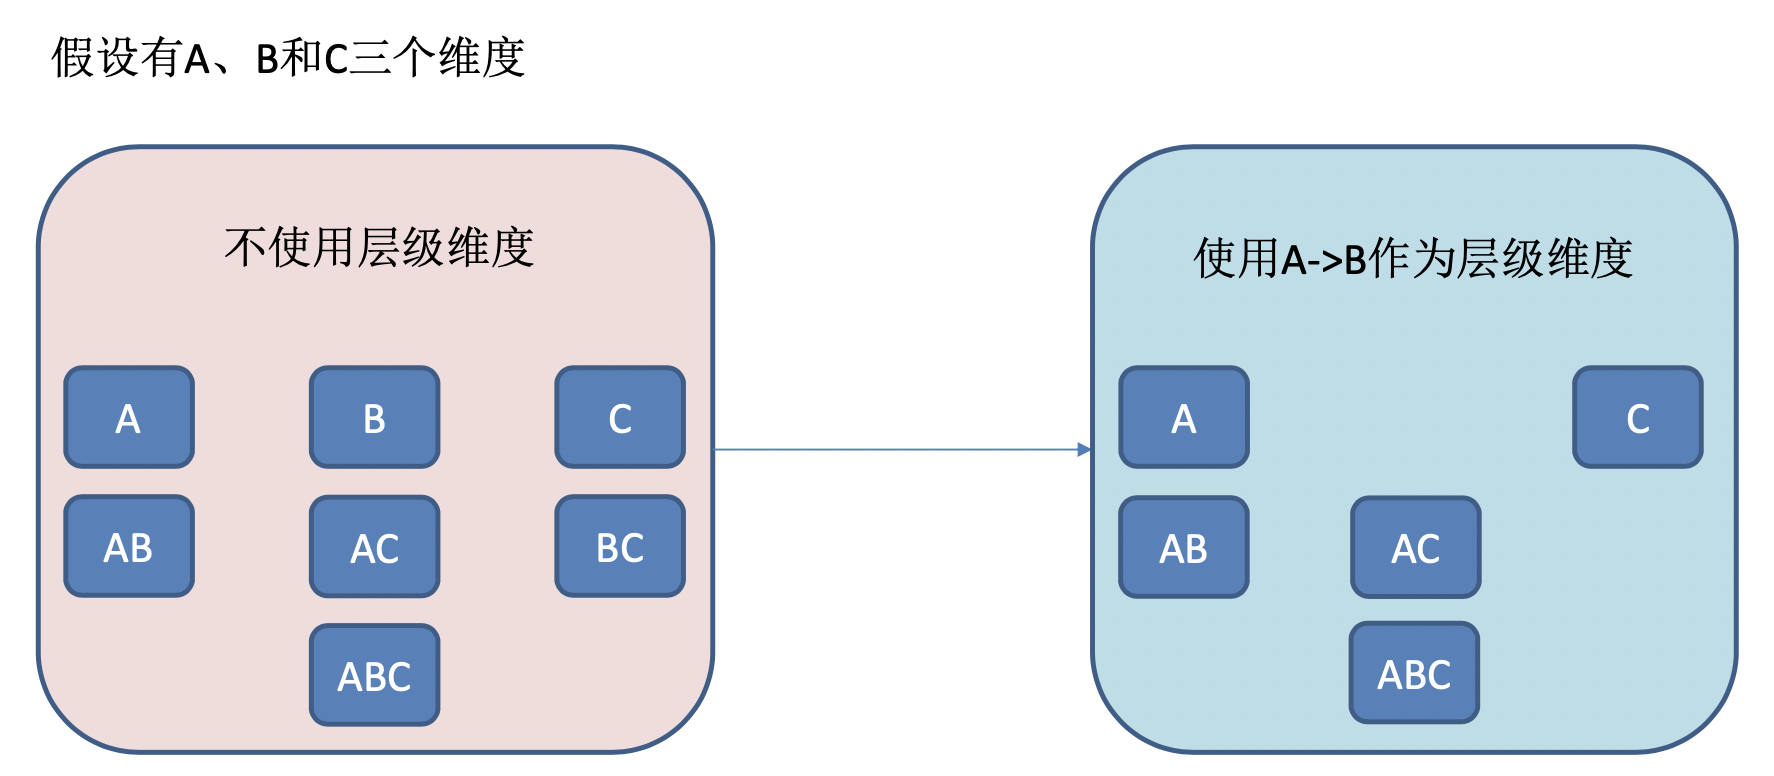 假设有A、B和C三个维度
不使用层级维度
A B C
AB AC BC
ABC
使用A->B作为层级维度
A C
AB AC
ABC